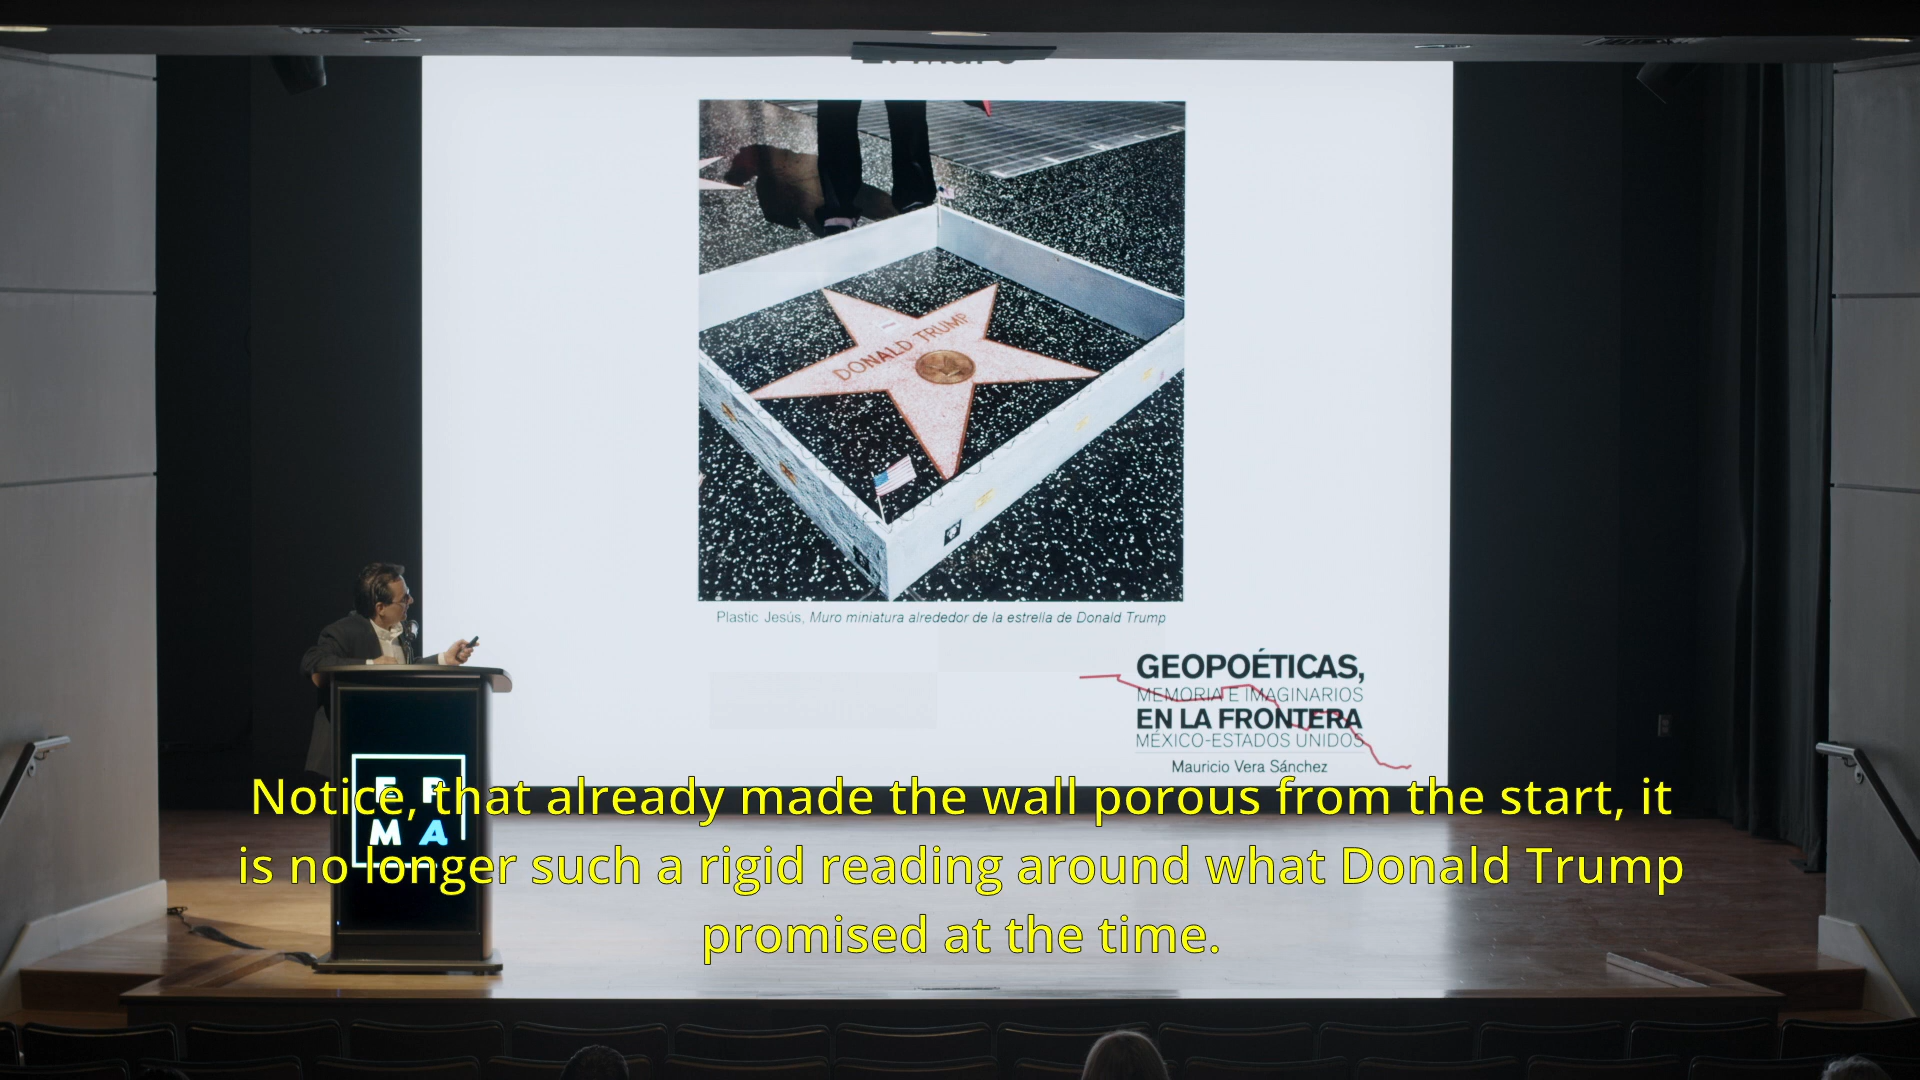 DONALD TRUMP
Plastic Jesús, Muro miniatura alrededor de la estrella de Donald Trump
GEOPOÉTICAS,
MEMORIA E IMAGINARIOS
EN LA FRONTERA
MÉXICO-ESTADOS UNIDOS
Mauricio Vera Sánchez
Notice, that already made the wall porous from the start, it
is no longer such a rigid reading around what Donald Trump
promised at the time.
M A